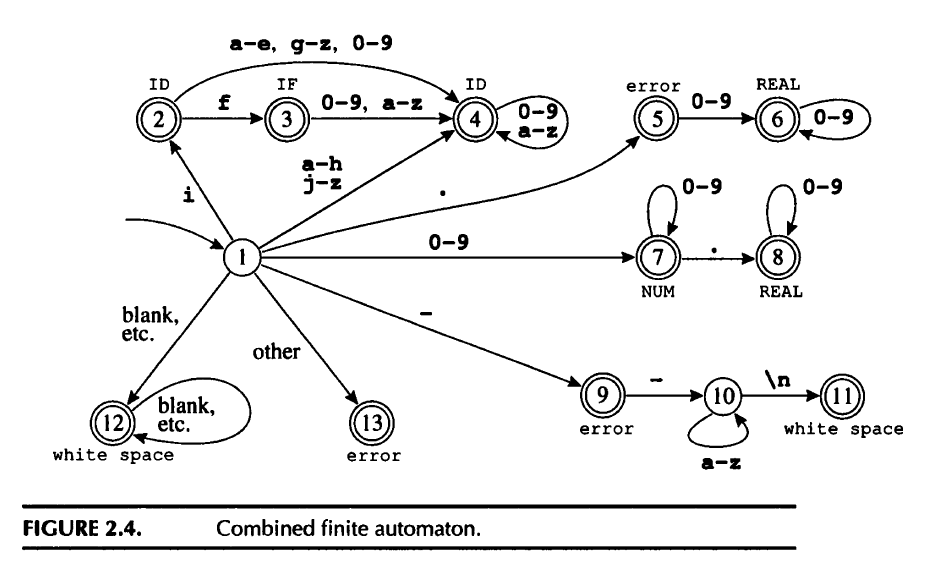 a-e, g-z, 0-9
ID IF ID error REAL
2 f 3 0-9, a-z 4 0-9 5 0-9 6 0-9
a-z
a-h
j-z
i . 0-9 0-9
1 0-9 7 . 8
NUM REAL
blank,
etc.
-
other
- \n
12 blank, 13 9 10 11
etc.
error white space
white space error
a-z
FIGURE 2.4. Combined finite automaton.